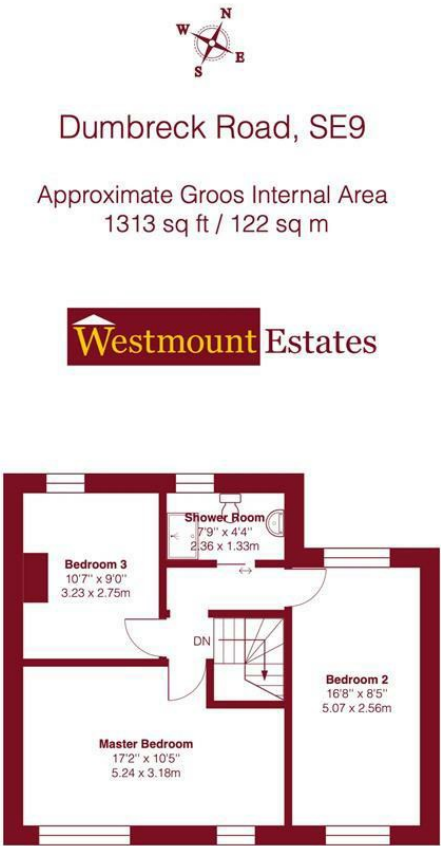 N
W
E
S
Dumbreck Road, SE9
Approximate Groos Internal Area
1313 sq ft / 122 sq m
Westmount Estates
Shower Room
7'9" x 4'4"
2.36 x 1.33m
Bedroom 3
10'7" x 9'0"
3.23 x 2.75m
DN
Bedroom 2
16'8" x 8'5"
5.07 x 2.56m
Master Bedroom
17'2" x 10'5"
5.24 x 3.18m